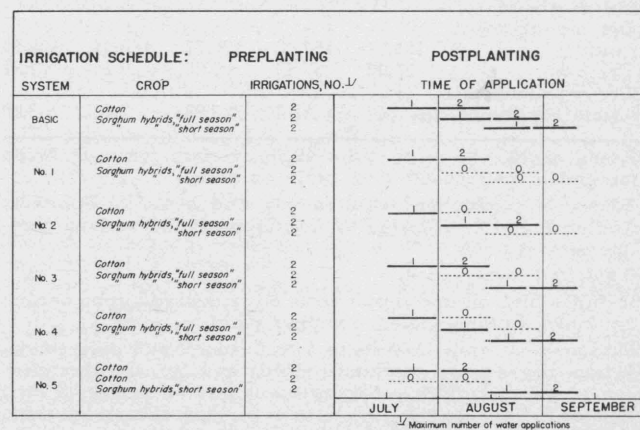 IRRIGATION SCHEDULE: PREPLANTING POSTPLANTING
SYSTEM CROP IRRIGATIONS, NO. 1/ TIME OF APPLICATION
Cotton 2 1 2
BASIC Sorghum hybrids, "full season" 2 1 2
" " "short season" 2 1 2
Cotton 2 1 2
No. 1 Sorghum hybrids, "full season" 2 0 0
" " "short season" 2 0 0
Cotton 2 1 0
No. 2 Sorghum hybrids, "full season" 2 1 2
" " "short season" 2 0 0
Cotton 2 1 2
No. 3 Sorghum hybrids, "full season" 2 0 0
" " "short season" 2 1 2
Cotton 2 1 0
No. 4 Sorghum hybrids, "full season" 2 1 0
" " "short season" 2 1 2
Cotton 2 1 2
Cotton 2 0 0
No. 5 Sorghum hybrids, "short season" 2 1 2
JULY AUGUST SEPTEMBER
1/ Maximum number of water applications